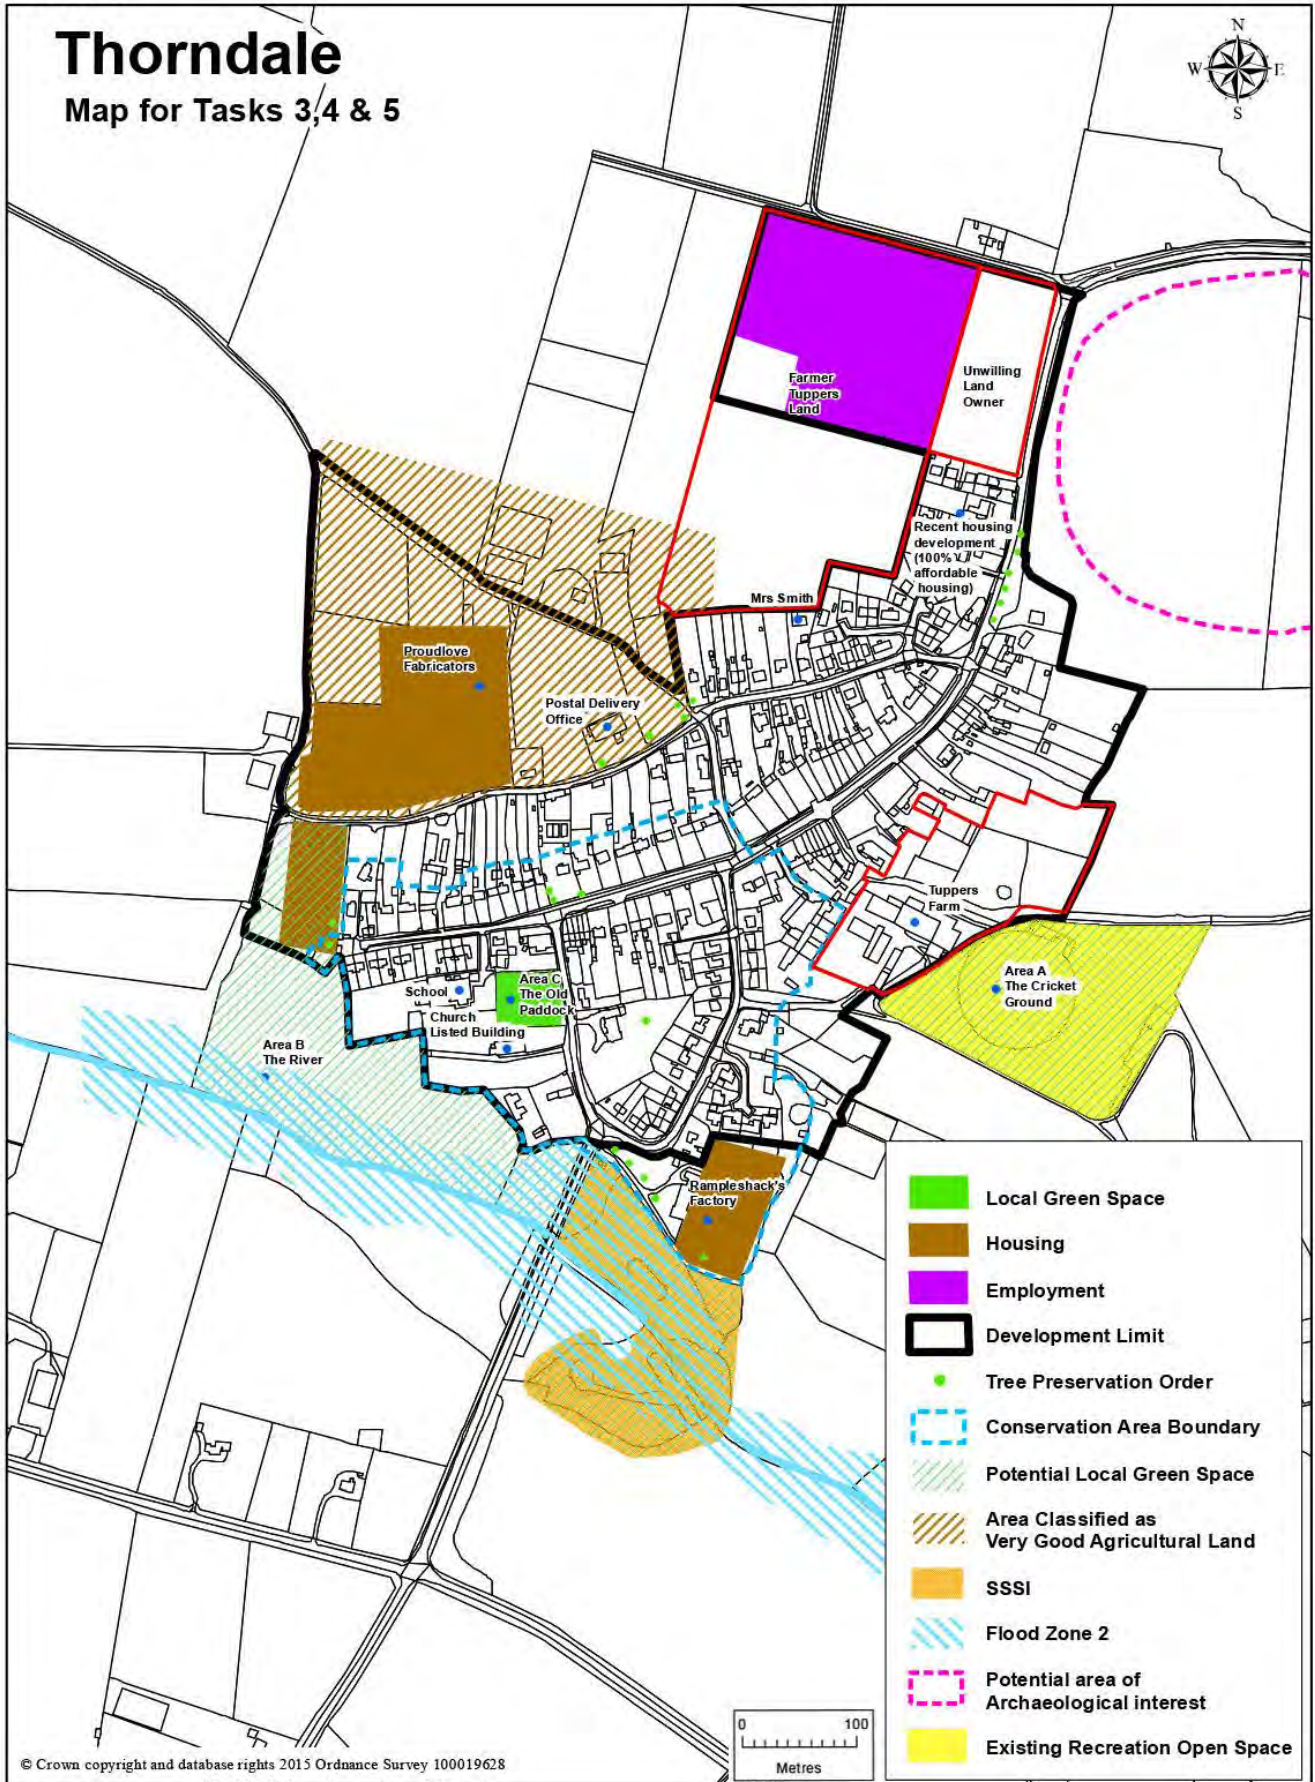 Thorndale
Map for Tasks 3,4 & 5
N
W
E
S
Farmer
Tuppers
Land
Unwilling
Land
Owner
Recent housing
development
(100%
affordable
housing)
Mrs Smith
Proudlove
Fabricators
Postal Delivery
Office
Tuppers
Farm
Area A
The Cricket
Ground
School
Area C
The Old
Paddock
Church
Listed Building
Area B
The River
Rampleshack's
Factory
Local Green Space
Housing
Employment
Development Limit
Tree Preservation Order
Conservation Area Boundary
Potential Local Green Space
Area Classified as
Very Good Agricultural Land
SSSI
Flood Zone 2
Potential area of
Archaeological interest
Existing Recreation Open Space
0 100
Metres
© Crown copyright and database rights 2015 Ordnance Survey 100019628